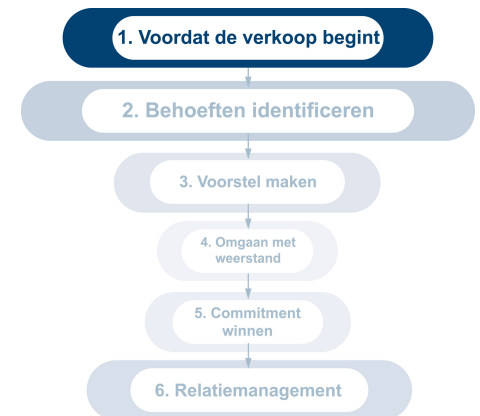 1. Voordat de verkoop begint
2. Behoeften identificeren
3. Voorstel maken
4. Omgaan met
weerstand
5. Commitment
winnen
6. Relatiemanagement